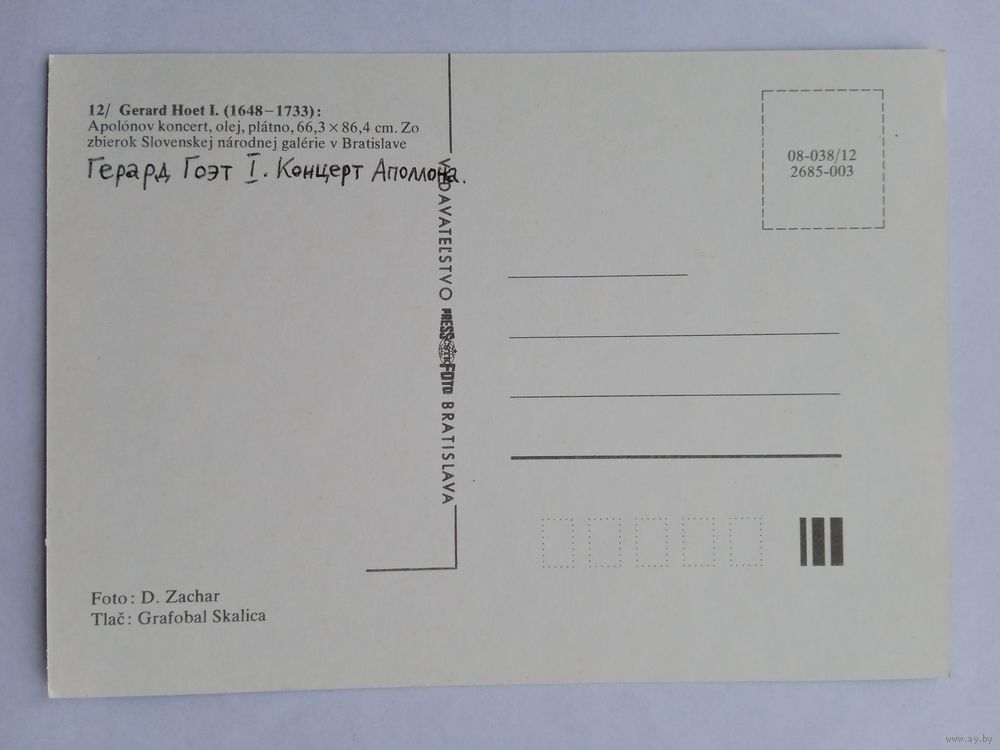 12/ Gerard Hoet I. (1648–1733):
Apolónov koncert, olej, plátno, 66,3 × 86,4 cm. Zo
zbierok Slovenskej národnej galérie v Bratislave
Герард Гоэт I. Концерт Аполлона.
VYDAVATEĽSTVO PRESSFOTO BRATISLAVA
08-038/12
2685-003
Foto: D. Zachar
Tlač: Grafobal Skalica
www.ay.by